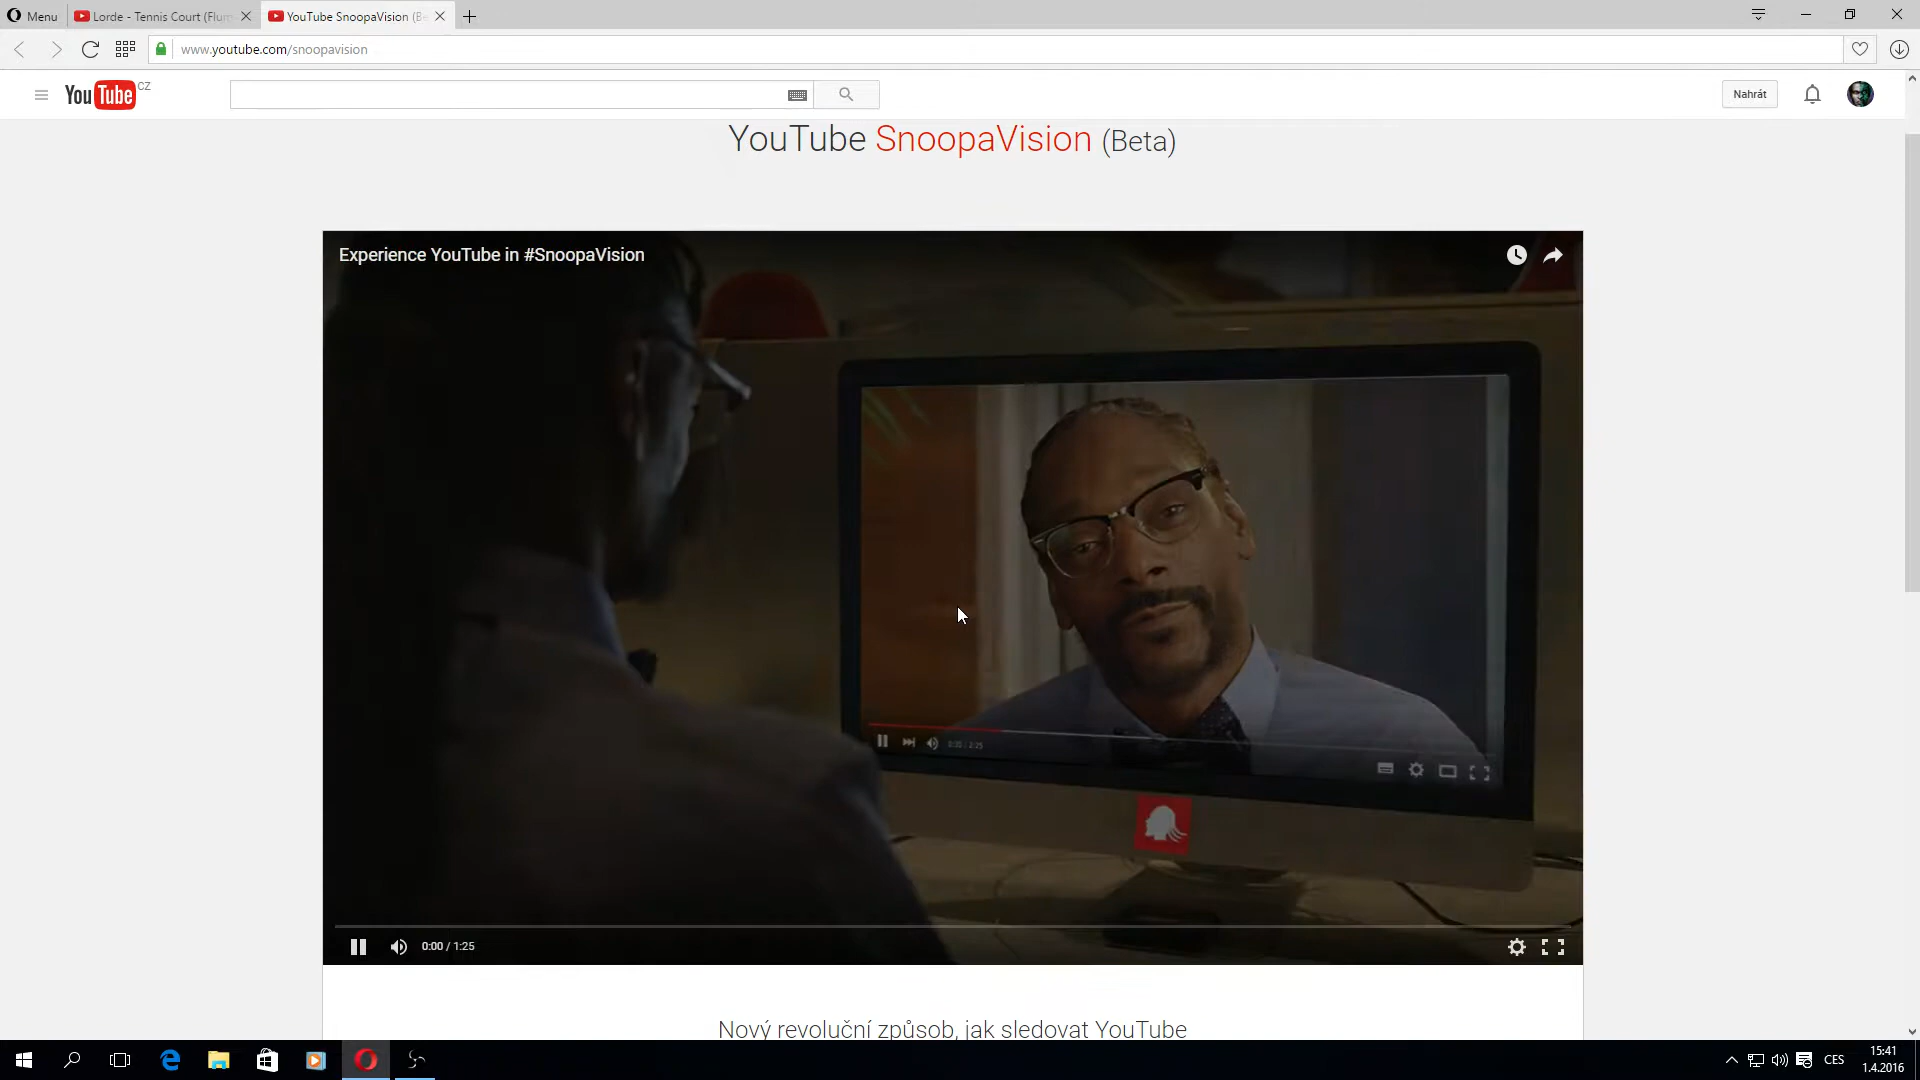 Menu
Lorde - Tennis Court (Flum
YouTube SnoopaVision (Be
www.youtube.com/snoopavision
YouTube CZ
Nahrát
YouTube SnoopaVision (Beta)
Experience YouTube in #SnoopaVision
0:00 / 1:25
Nový revoluční způsob, jak sledovat YouTube
CES
15:41
1.4.2016